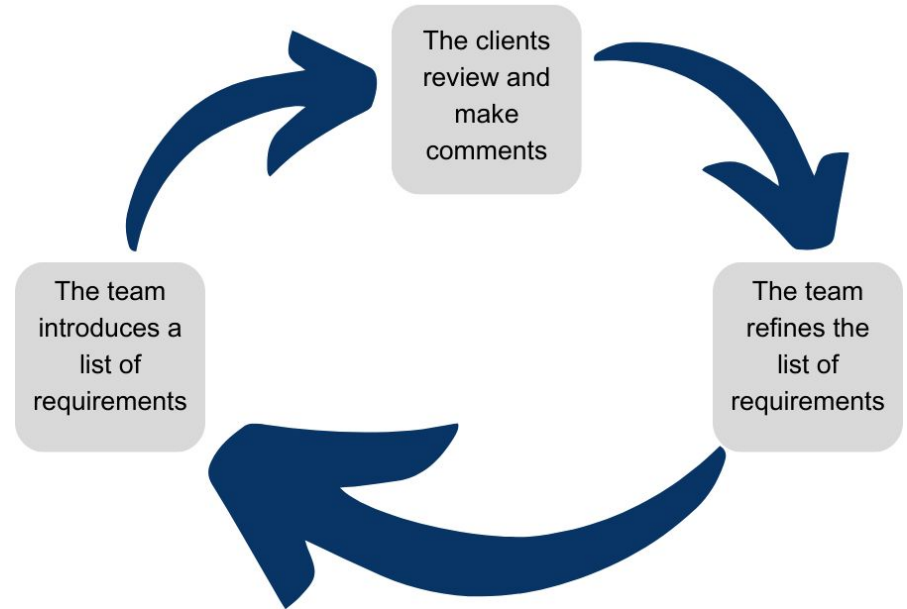 The clients
review and
make
comments
The team
introduces a
list of
requirements
The team
refines the
list of
requirements